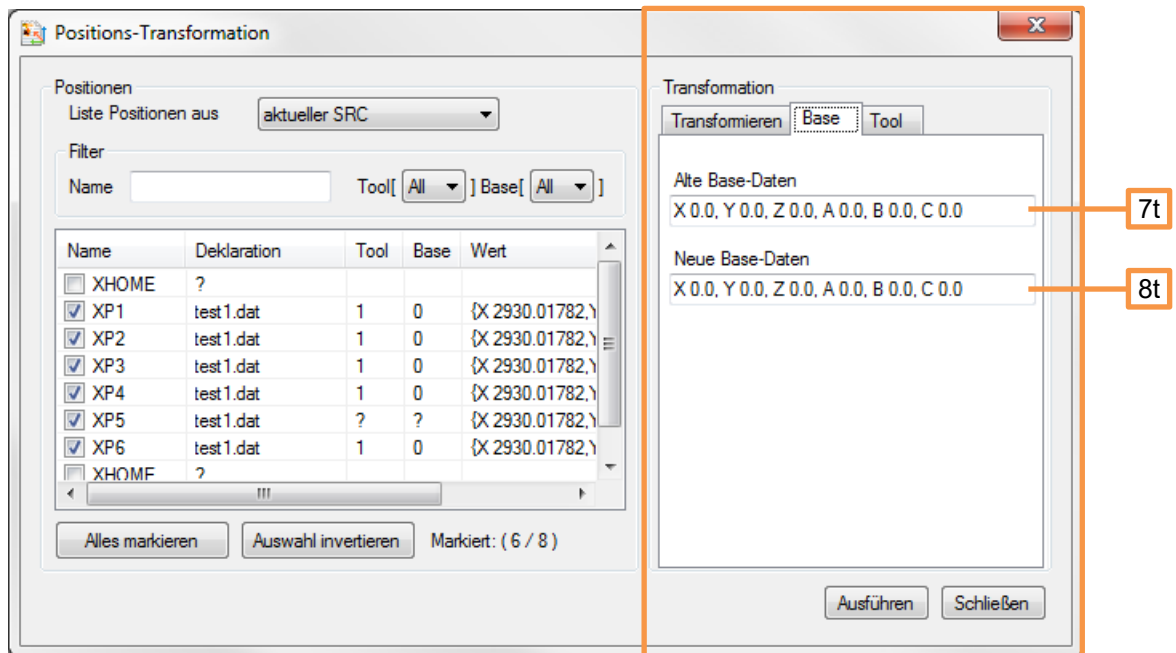 Positions-Transformation
Positionen
Liste Positionen aus aktueller SRC
Filter
Name Tool[ All ] Base[ All ]
Name Deklaration Tool Base Wert
XHOME ?
XP1 test1.dat 1 0 {X 2930.01782,Y
XP2 test1.dat 1 0 {X 2930.01782,Y
XP3 test1.dat 1 0 {X 2930.01782,Y
XP4 test1.dat 1 0 {X 2930.01782,Y
XP5 test1.dat ? ? {X 2930.01782,Y
XP6 test1.dat 1 0 {X 2930.01782,Y
XHOME ?
Alles markieren Auswahl invertieren Markiert: ( 6 / 8 )
Transformation
Transformieren Base Tool
Alte Base-Daten
X 0.0, Y 0.0, Z 0.0, A 0.0, B 0.0, C 0.0
7t
Neue Base-Daten
X 0.0, Y 0.0, Z 0.0, A 0.0, B 0.0, C 0.0
8t
Ausführen Schließen